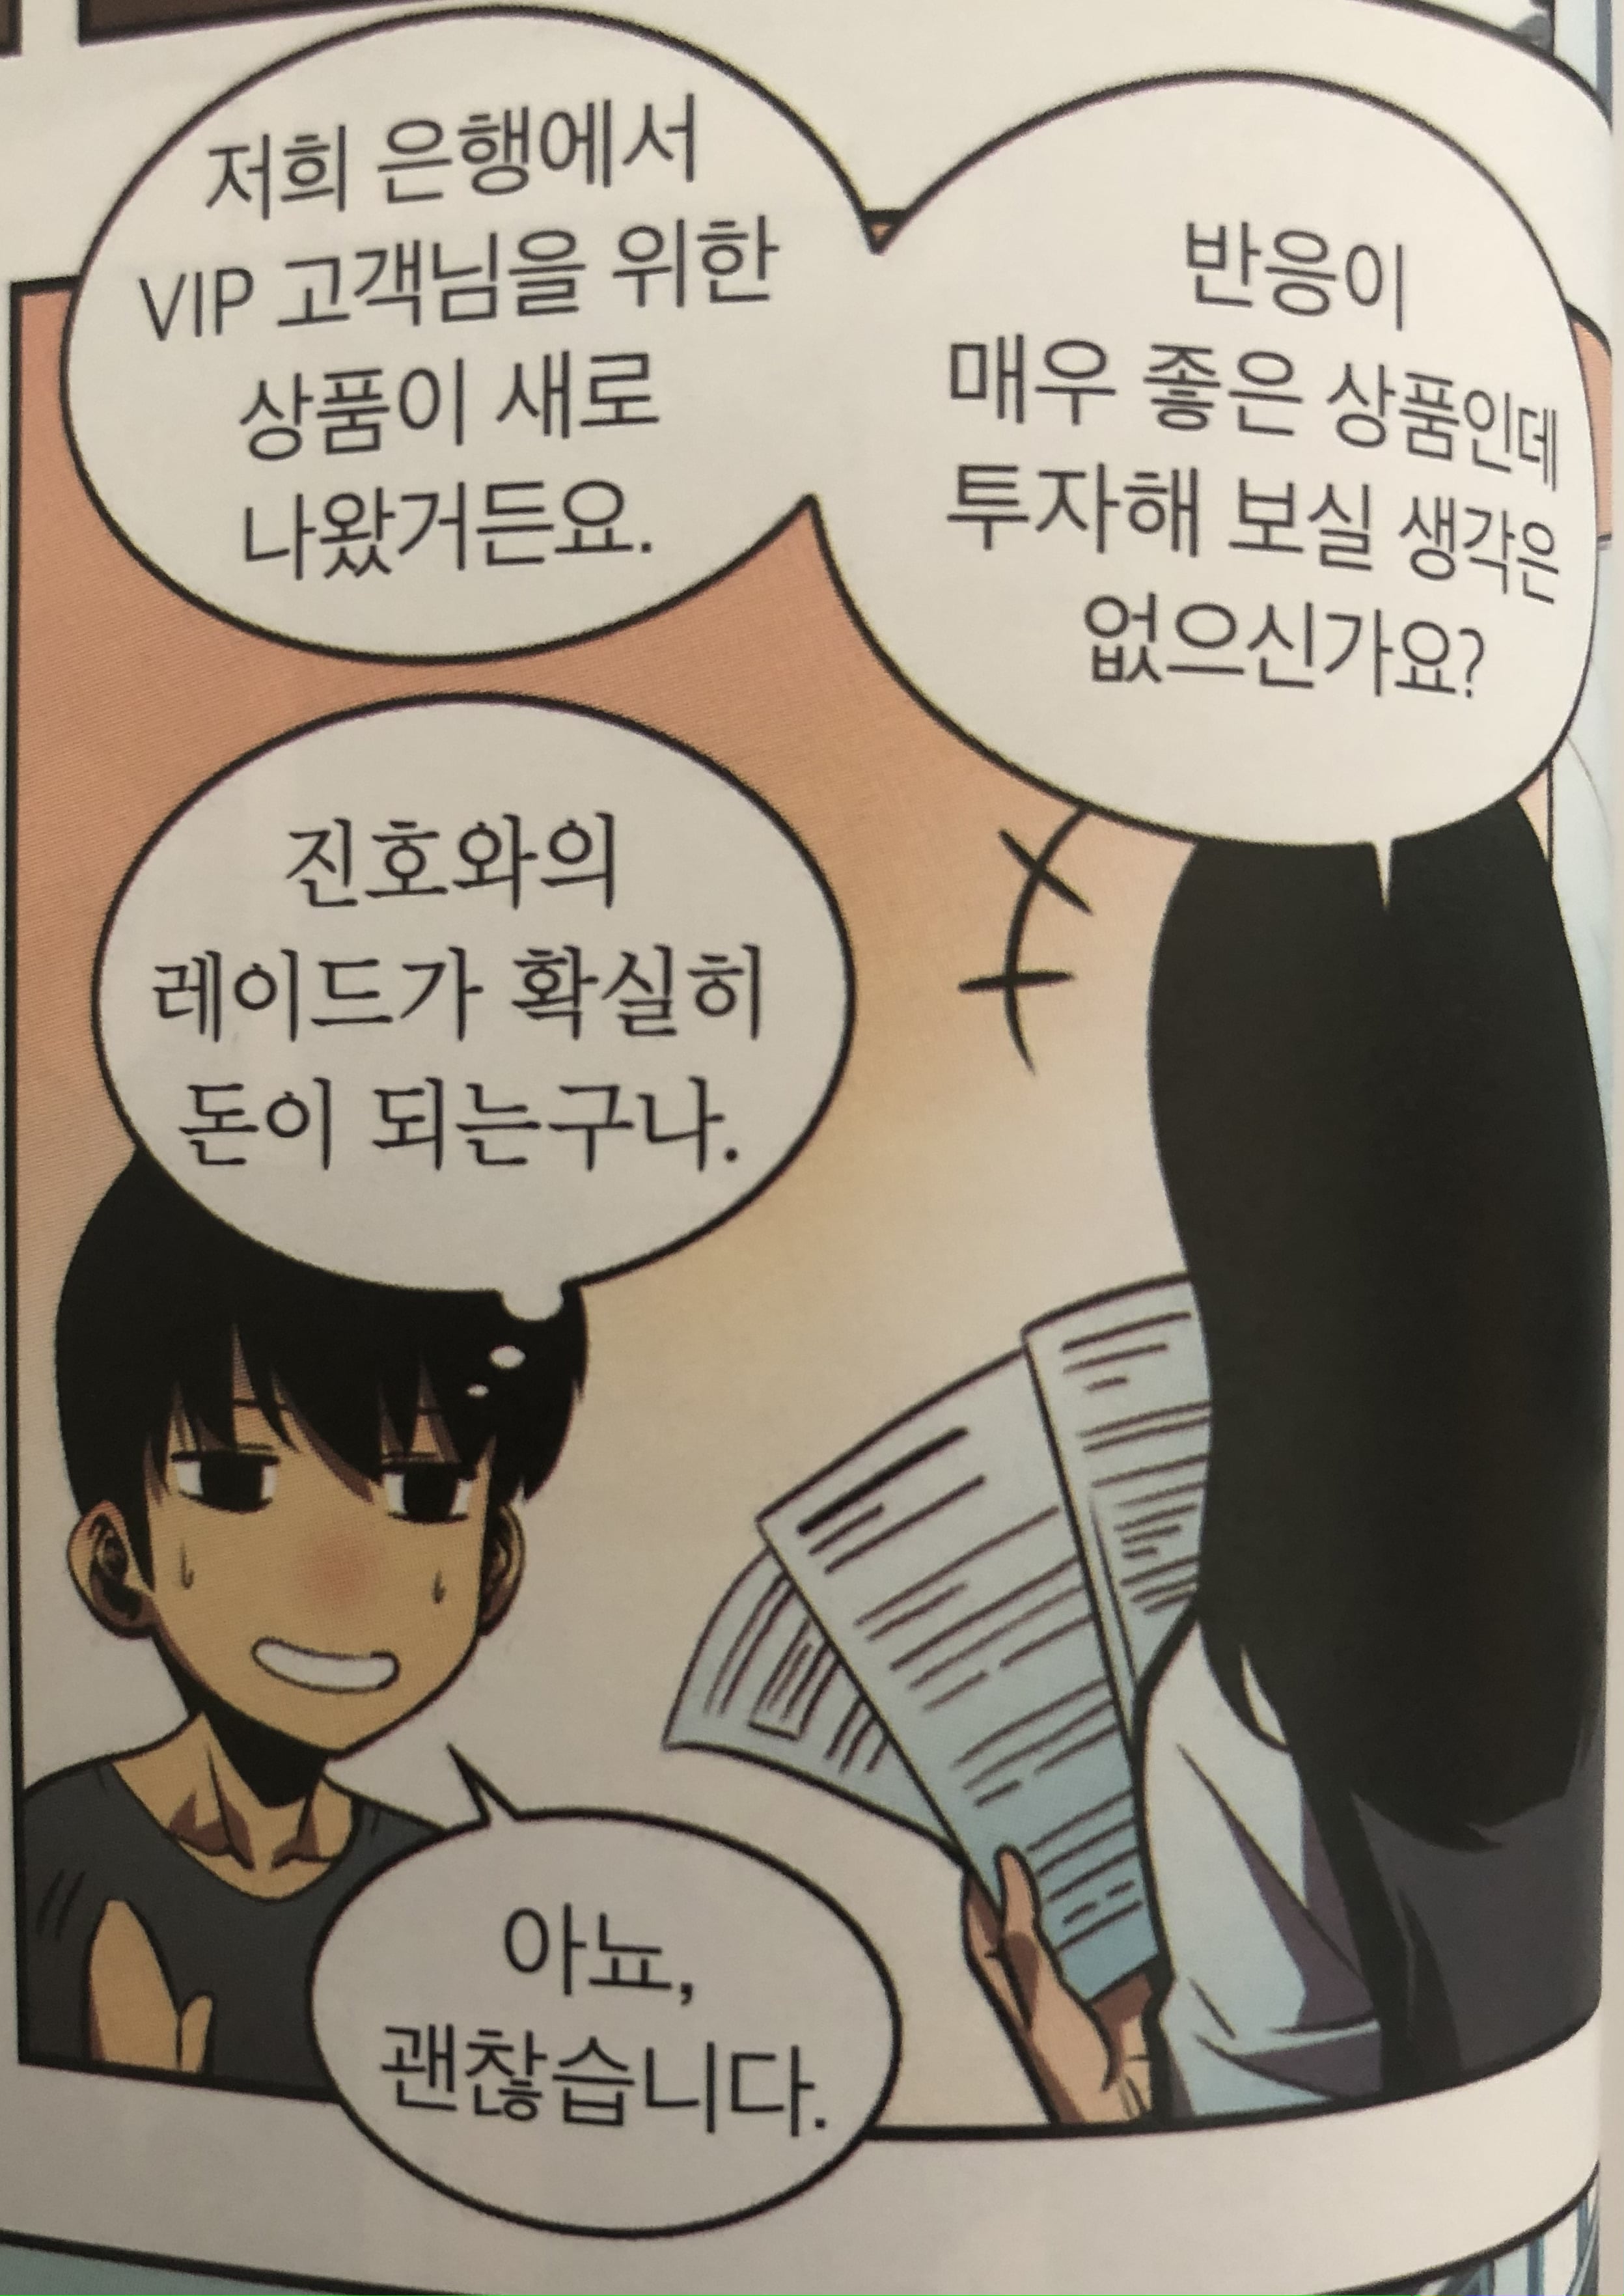 저희 은행에서
VIP 고객님을 위한
상품이 새로
나왔거든요.
반응이
매우 좋은 상품인데
투자해 보실 생각은
없으신가요?
진호와의
레이드가 확실히
돈이 되는구나.
아뇨,
괜찮습니다.